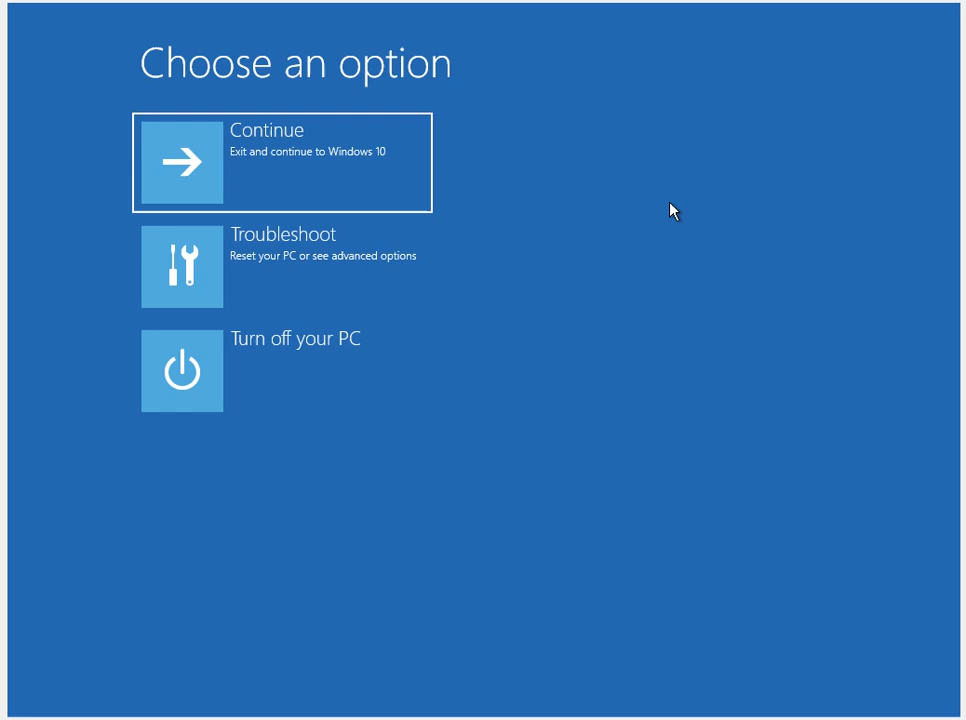 Choose an option
Continue
Exit and continue to Windows 10
Troubleshoot
Reset your PC or see advanced options
Turn off your PC